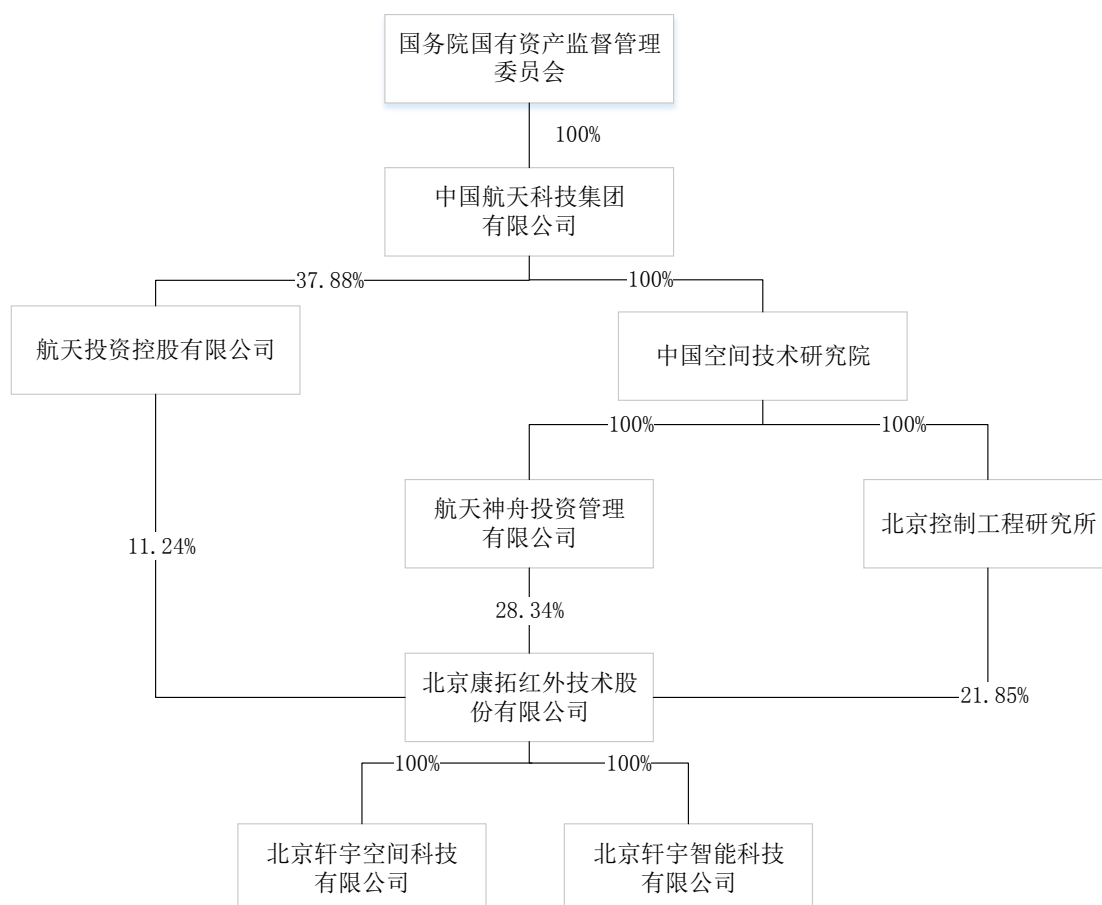 国务院国有资产监督管理
委员会
100%
中国航天科技集团
有限公司
37.88%
100%
航天投资控股有限公司
中国空间技术研究院
100%
100%
航天神舟投资管理
有限公司
北京控制工程研究所
11.24%
28.34%
北京康拓红外技术股
份有限公司
21.85%
100%
100%
北京轩宇空间科技
有限公司
北京轩宇智能科技
有限公司